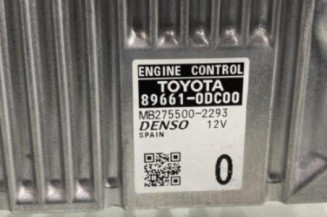 ENGINE CONTROL
TOYOTA
89661-0DC00
MB275500-2293
DENSO 12V
SPAIN
0